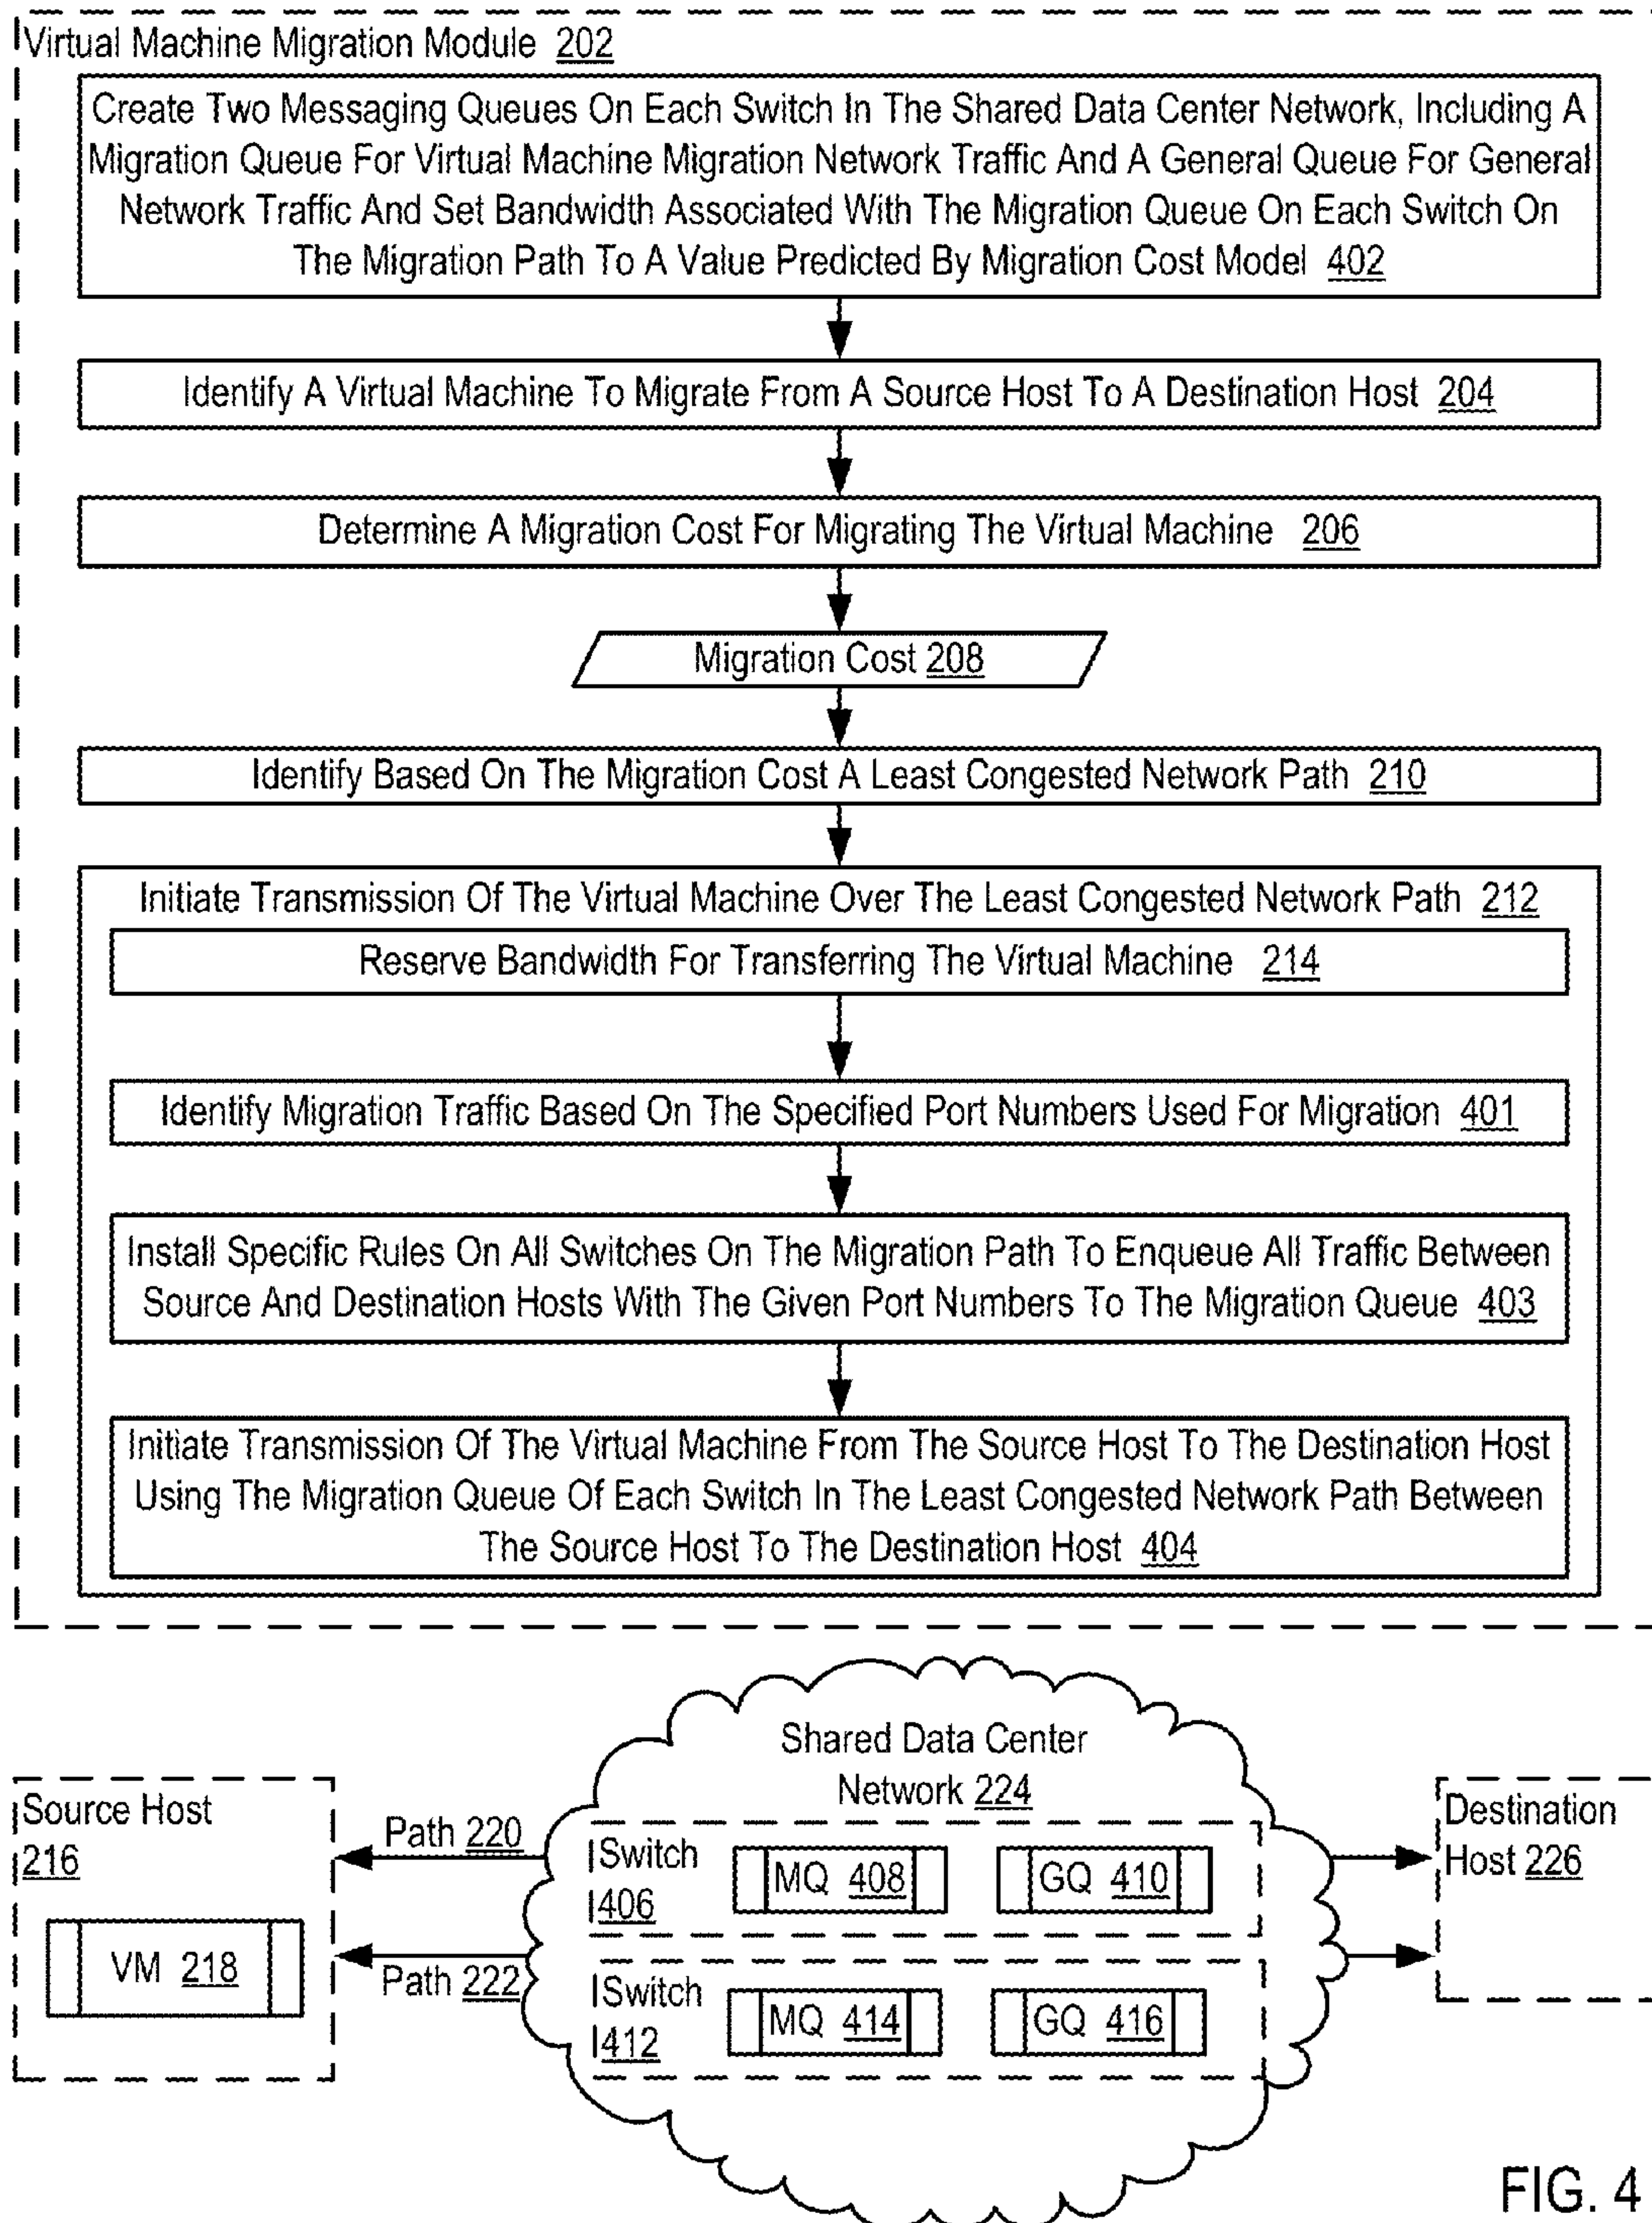 Virtual Machine Migration Module 202
Create Two Messaging Queues On Each Switch In The Shared Data Center Network, Including A
Migration Queue For Virtual Machine Migration Network Traffic And A General Queue For General
Network Traffic And Set Bandwidth Associated With The Migration Queue On Each Switch On
The Migration Path To A Value Predicted By Migration Cost Model 402
Identify A Virtual Machine To Migrate From A Source Host To A Destination Host 204
Determine A Migration Cost For Migrating The Virtual Machine 206
Migration Cost 208
Identify Based On The Migration Cost A Least Congested Network Path 210
Initiate Transmission Of The Virtual Machine Over The Least Congested Network Path 212
Reserve Bandwidth For Transferring The Virtual Machine 214
Identify Migration Traffic Based On The Specified Port Numbers Used For Migration 401
Install Specific Rules On All Switches On The Migration Path To Enqueue All Traffic Between
Source And Destination Hosts With The Given Port Numbers To The Migration Queue 403
Initiate Transmission Of The Virtual Machine From The Source Host To The Destination Host
Using The Migration Queue Of Each Switch In The Least Congested Network Path Between
The Source Host To The Destination Host 404
Shared Data Center
Network 224
Source Host
216
VM 218
Path 220
Path 222
Switch
406
MQ 408
GQ 410
Switch
412
MQ 414
GQ 416
Destination
Host 226
FIG. 4